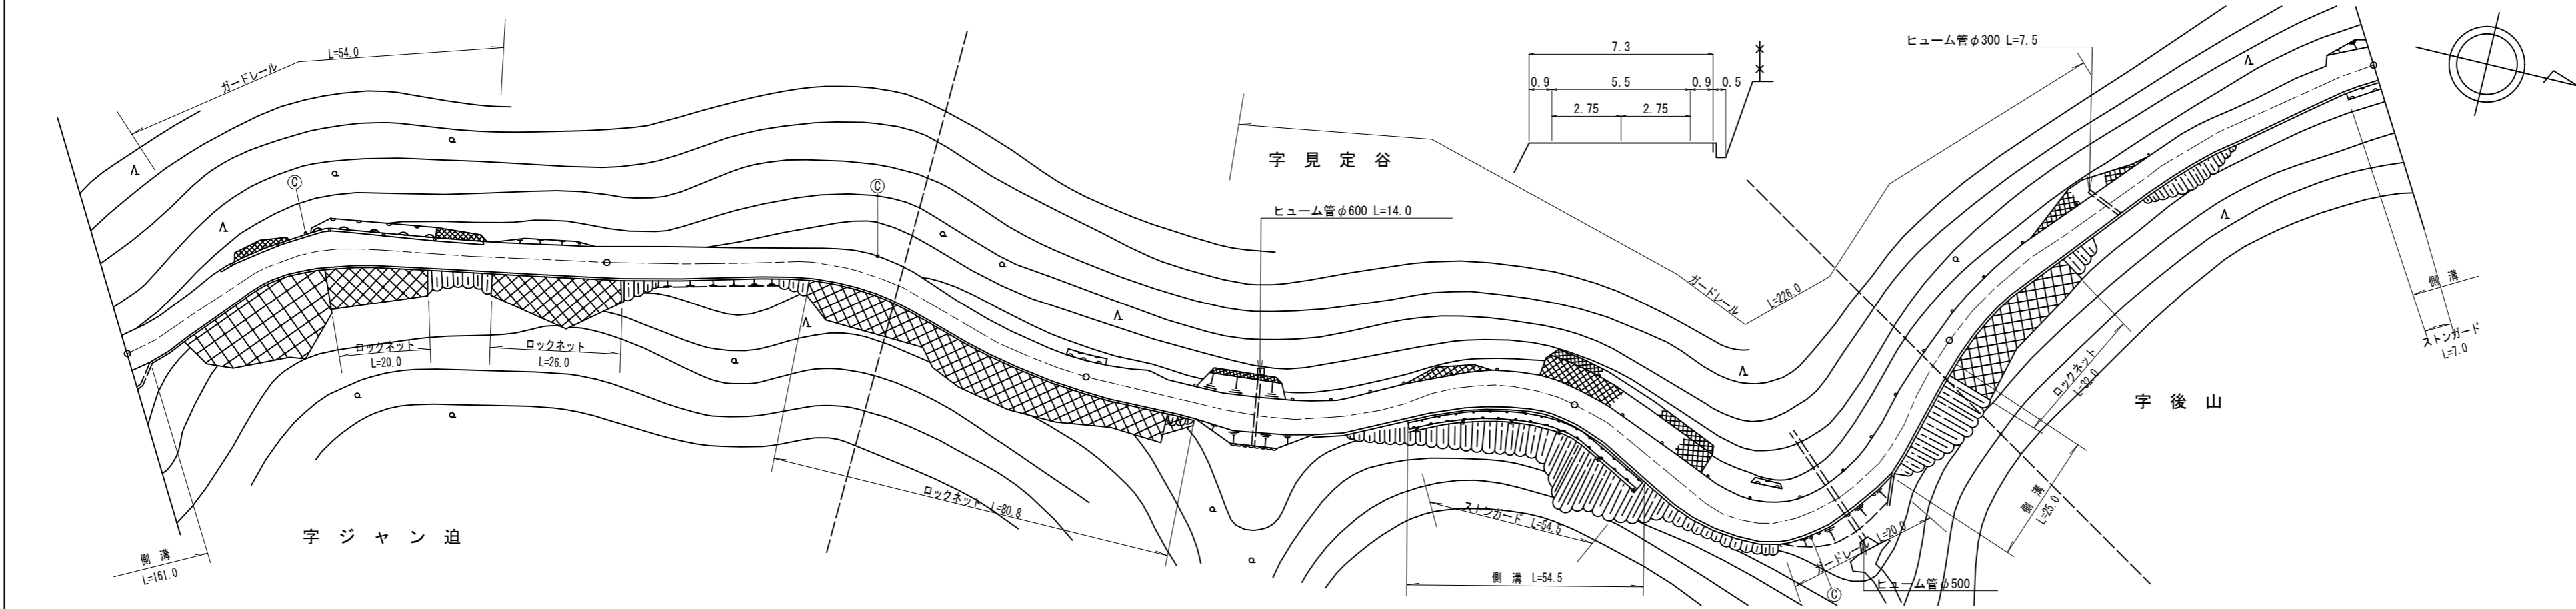 L=54.0
ガードレール
7.3
0.9
5.5
0.9
0.5
2.75
2.75
ヒューム管φ300 L=7.5
字 見 定 谷
ヒューム管φ600 L=14.0
Ⓒ
Ⓒ
ガードレール
L=226.0
側 溝
ストンガード
L=7.0
ロックネット
L=20.0
ロックネット
L=26.0
ロックネット
L=32.0
字 後 山
ロックネット L=80.8
ストンガード L=54.5
側 溝
L=25.0
字 ジ ャ ン 迫
側 溝
L=161.0
側 溝 L=54.5
ガードレール L=20.0
ヒューム管φ500
Ⓒ